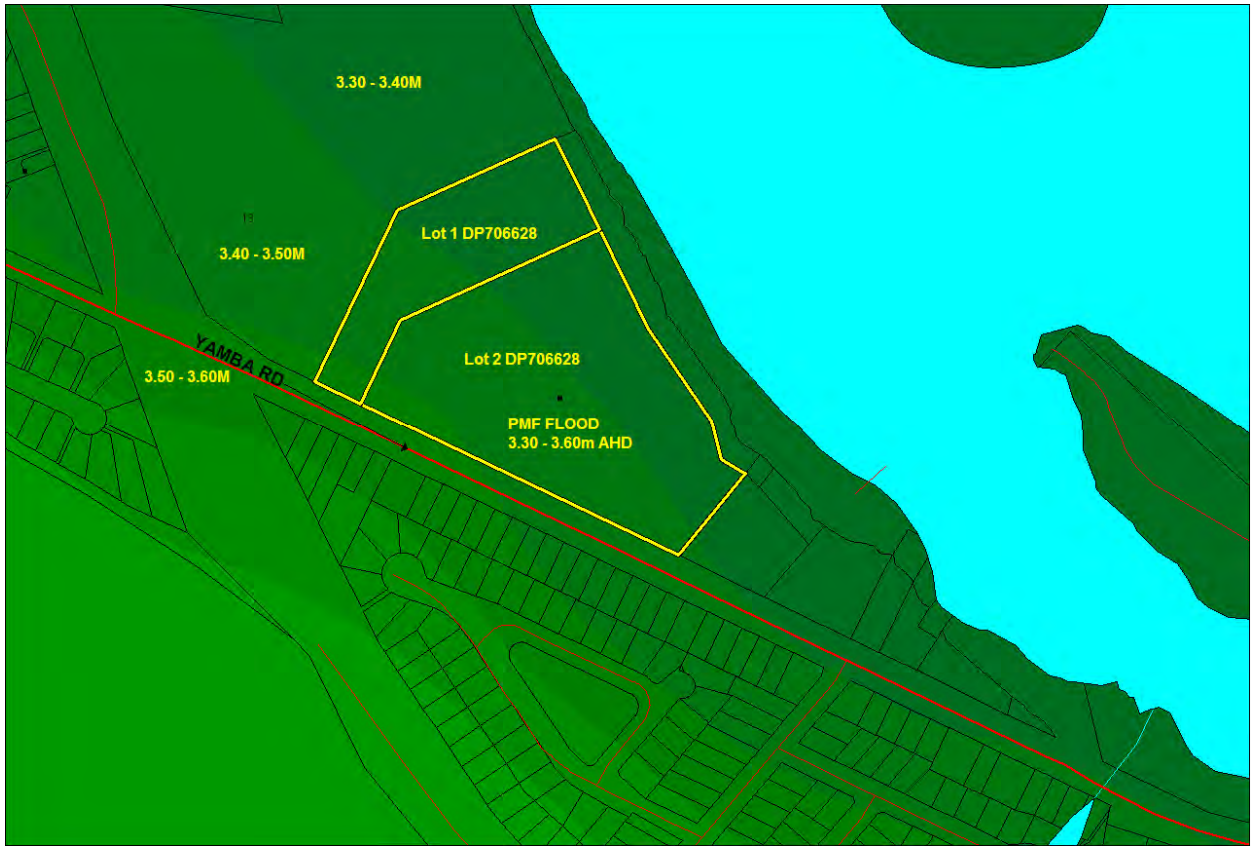 3.30 - 3.40M
Lot 1 DP706628
3.40 - 3.50M
YAMBA RD
Lot 2 DP706628
3.50 - 3.60M
PMF FLOOD
3.30 - 3.60m AHD